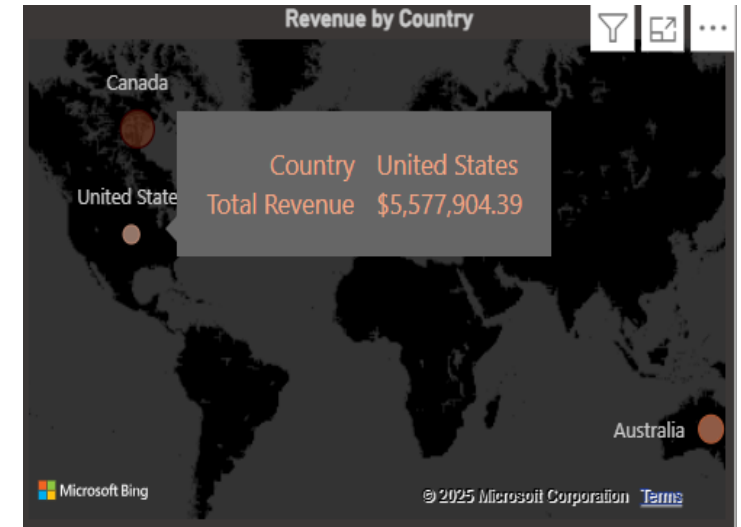 Revenue by Country
Canada
Country United States
United State
Total Revenue $5,577,904.39
Australia
Microsoft Bing
© 2025 Microsoft Corporation Terms